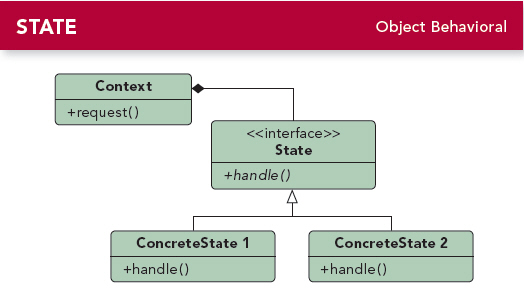 STATE
Object Behavioral
Context
+request()
<<interface>>
State
+handle()
ConcreteState 1
+handle()
ConcreteState 2
+handle()